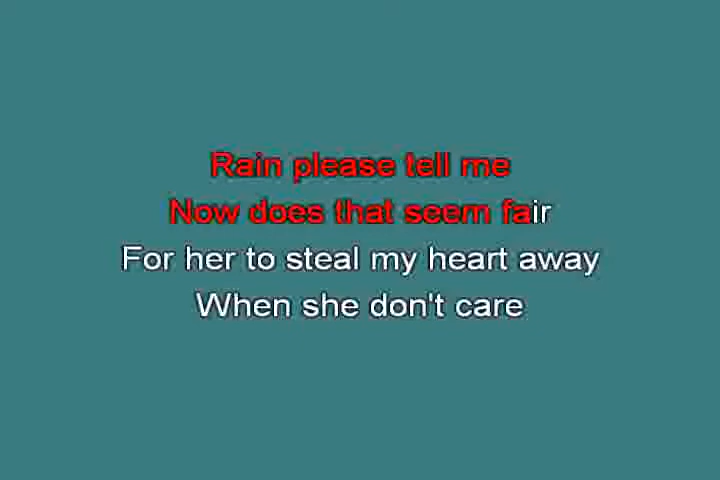 Rain please tell me
Now does that seem fair
For her to steal my heart away
When she don't care